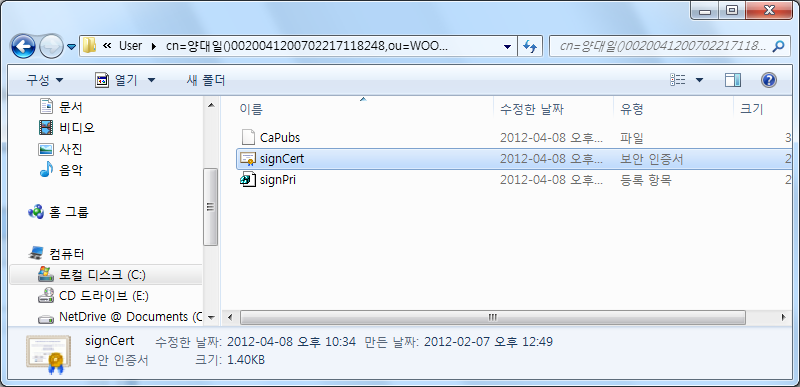 User ▸ cn=양대일()0020041200702217118248,ou=WOO...
cn=양대일()002004120070221718...
구성 열기 새 폴더
문서
비디오
사진
음악
홈 그룹
컴퓨터
로컬 디스크 (C:)
CD 드라이브 (E:)
NetDrive @ Documents (C
이름 수정한 날짜 유형 크기
CaPubs 2012-04-08 오후... 파일 3
signCert 2012-04-08 오후... 보안 인증서 2
signPri 2012-04-08 오후... 등록 항목 2
signCert 수정한 날짜: 2012-04-08 오후 10:34 만든 날짜: 2012-02-07 오후 12:49
보안 인증서 크기: 1.40KB